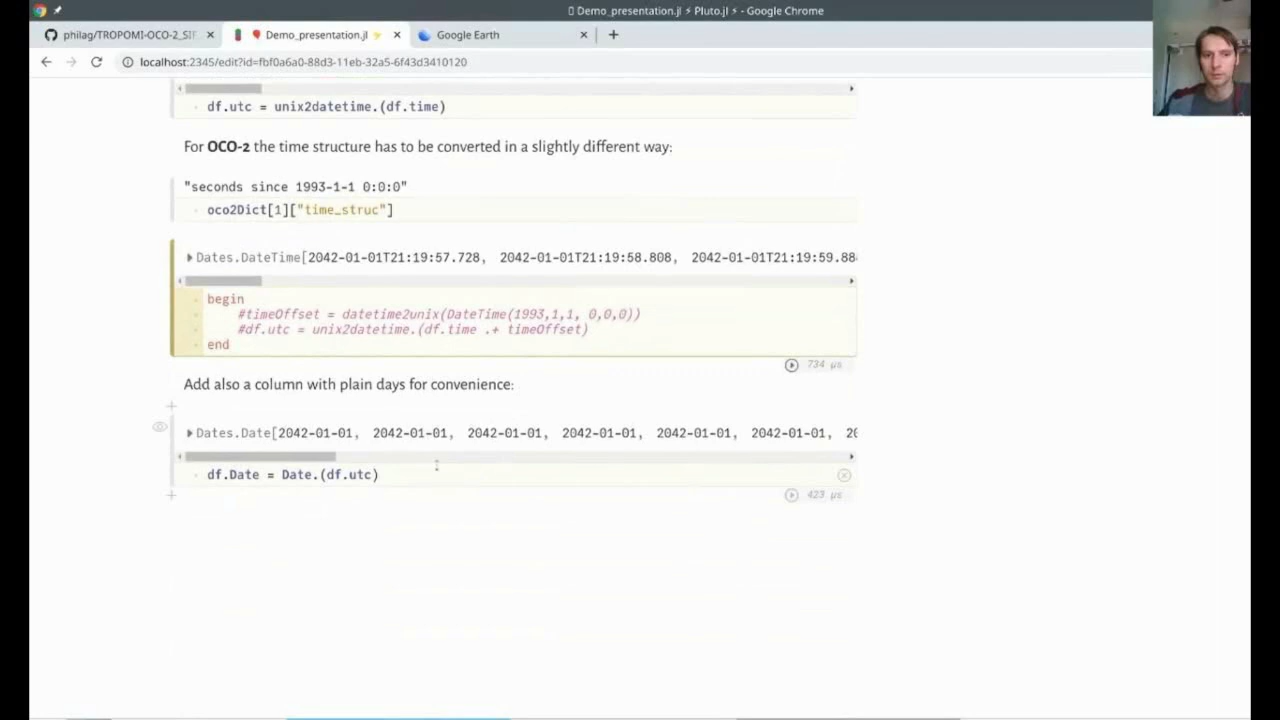 Demo_presentation.jl ⚡ Pluto.jl ⚡ - Google Chrome
philag/TROPOMI-OCO-2_SIF
Demo_presentation.jl ⚡
Google Earth
localhost:2345/edit?id=fbf0a6a0-88d3-11eb-32a5-6f43d3410120
df.utc = unix2datetime.(df.time)
For OCO-2 the time structure has to be converted in a slightly different way:
"seconds since 1993-1-1 0:0:0"
oco2Dict[1]["time_struc"]
Dates.DateTime[2042-01-01T21:19:57.728, 2042-01-01T21:19:58.808, 2042-01-01T21:19:59.88
begin
#timeOffset = datetime2unix(DateTime(1993,1,1, 0,0,0))
#df.utc = unix2datetime.(df.time .+ timeOffset)
end
734 μs
Add also a column with plain days for convenience:
Dates.Date[2042-01-01, 2042-01-01, 2042-01-01, 2042-01-01, 2042-01-01, 2042-01-01, 20
df.Date = Date.(df.utc)
423 μs